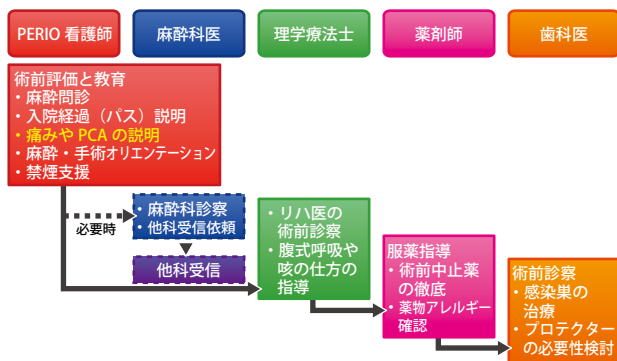 PERIO 看護師
麻酔科医
理学療法士
薬剤師
歯科医
術前評価と教育
・麻酔問診
・入院経過（パス）説明
・痛みや PCA の説明
・麻酔・手術オリエンテーション
・禁煙支援
必要時
・麻酔科診察
・他科受信依頼
他科受信
・リハ医の
術前診察
・腹式呼吸や
咳の仕方の
指導
服薬指導
・術前中止薬
の徹底
・薬物アレルギー
確認
術前診察
・感染巣の
治療
・プロテクター
の必要性検討